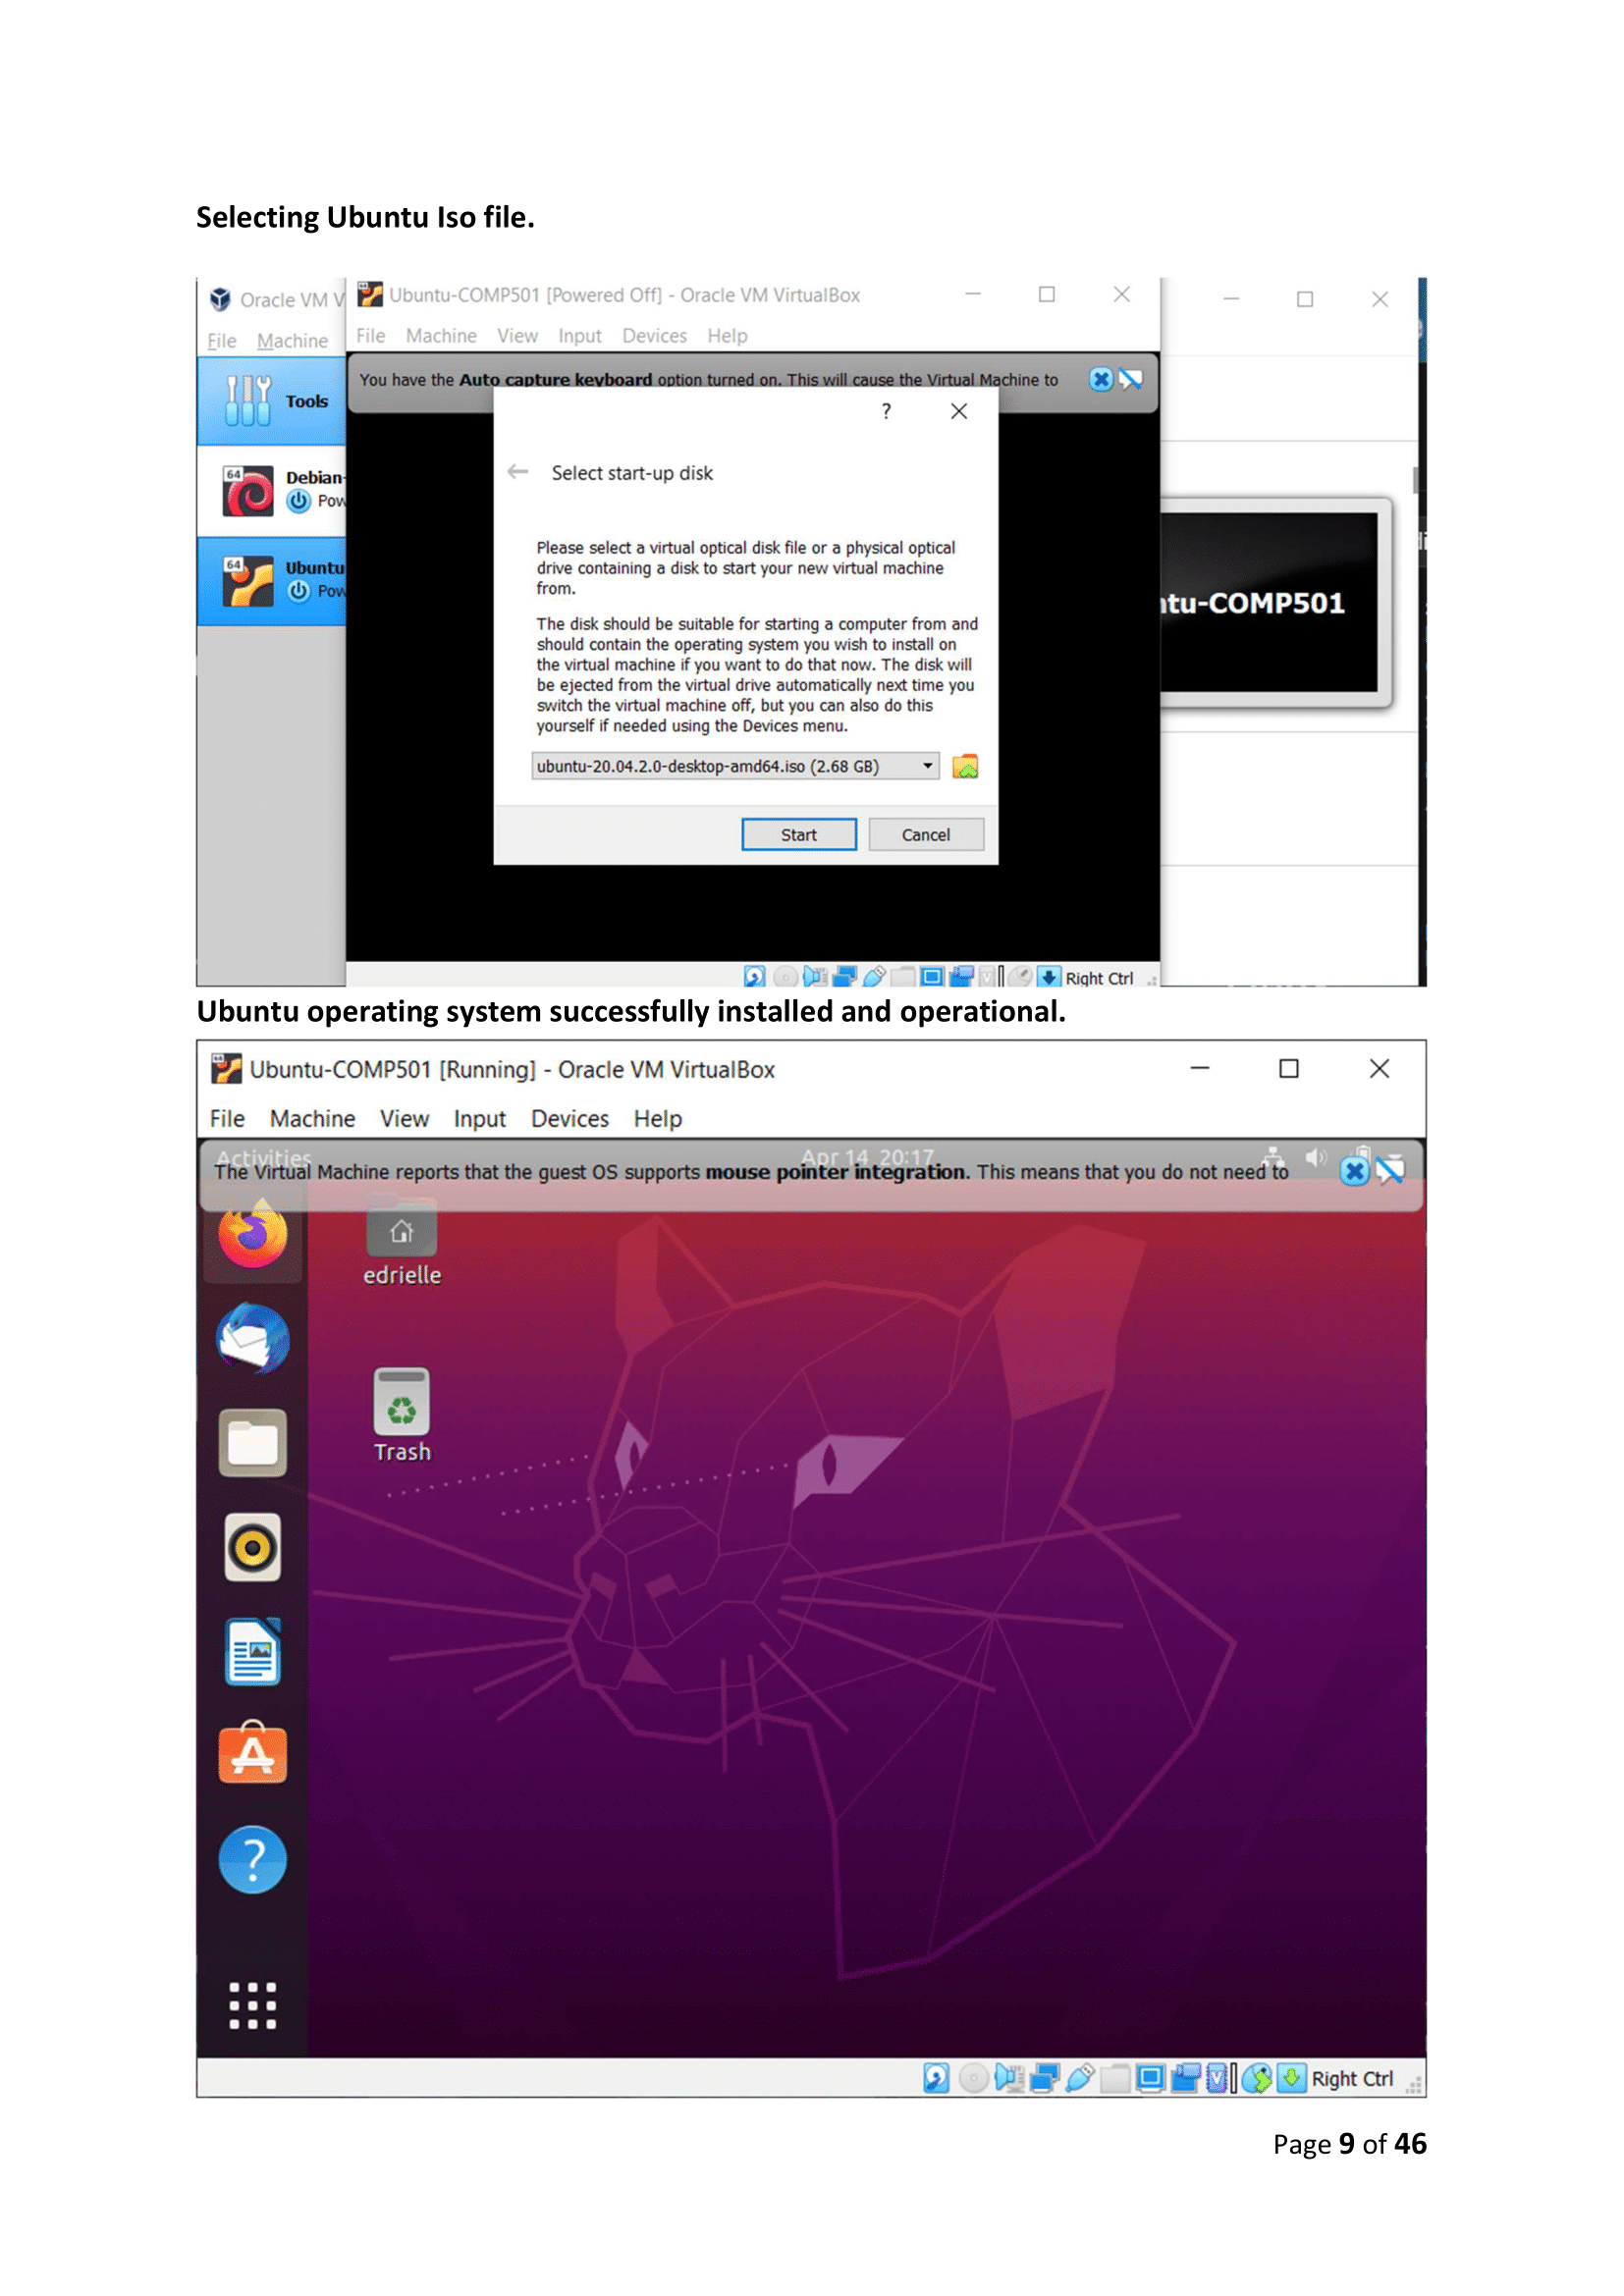 Selecting Ubuntu Iso file.
Oracle VM V
File Machine
Tools
64
Debian-
Pow
64
Ubuntu
Pow
Ubuntu-COMP501 [Powered Off] - Oracle VM VirtualBox
File Machine View Input Devices Help
You have the Auto capture keyboard option turned on. This will cause the Virtual Machine to
?
Select start-up disk
Please select a virtual optical disk file or a physical optical
drive containing a disk to start your new virtual machine
from.
The disk should be suitable for starting a computer from and
should contain the operating system you wish to install on
the virtual machine if you want to do that now. The disk will
be ejected from the virtual drive automatically next time you
switch the virtual machine off, but you can also do this
yourself if needed using the Devices menu.
ubuntu-20.04.2.0-desktop-amd64.iso (2.68 GB)
Start Cancel
ntu-COMP501
Right Ctrl
Ubuntu operating system successfully installed and operational.
Ubuntu-COMP501 [Running] - Oracle VM VirtualBox
File Machine View Input Devices Help
Activities Apr 14 20:17
The Virtual Machine reports that the guest OS supports mouse pointer integration. This means that you do not need to
edrielle
Trash
?
Right Ctrl
Page 9 of 46